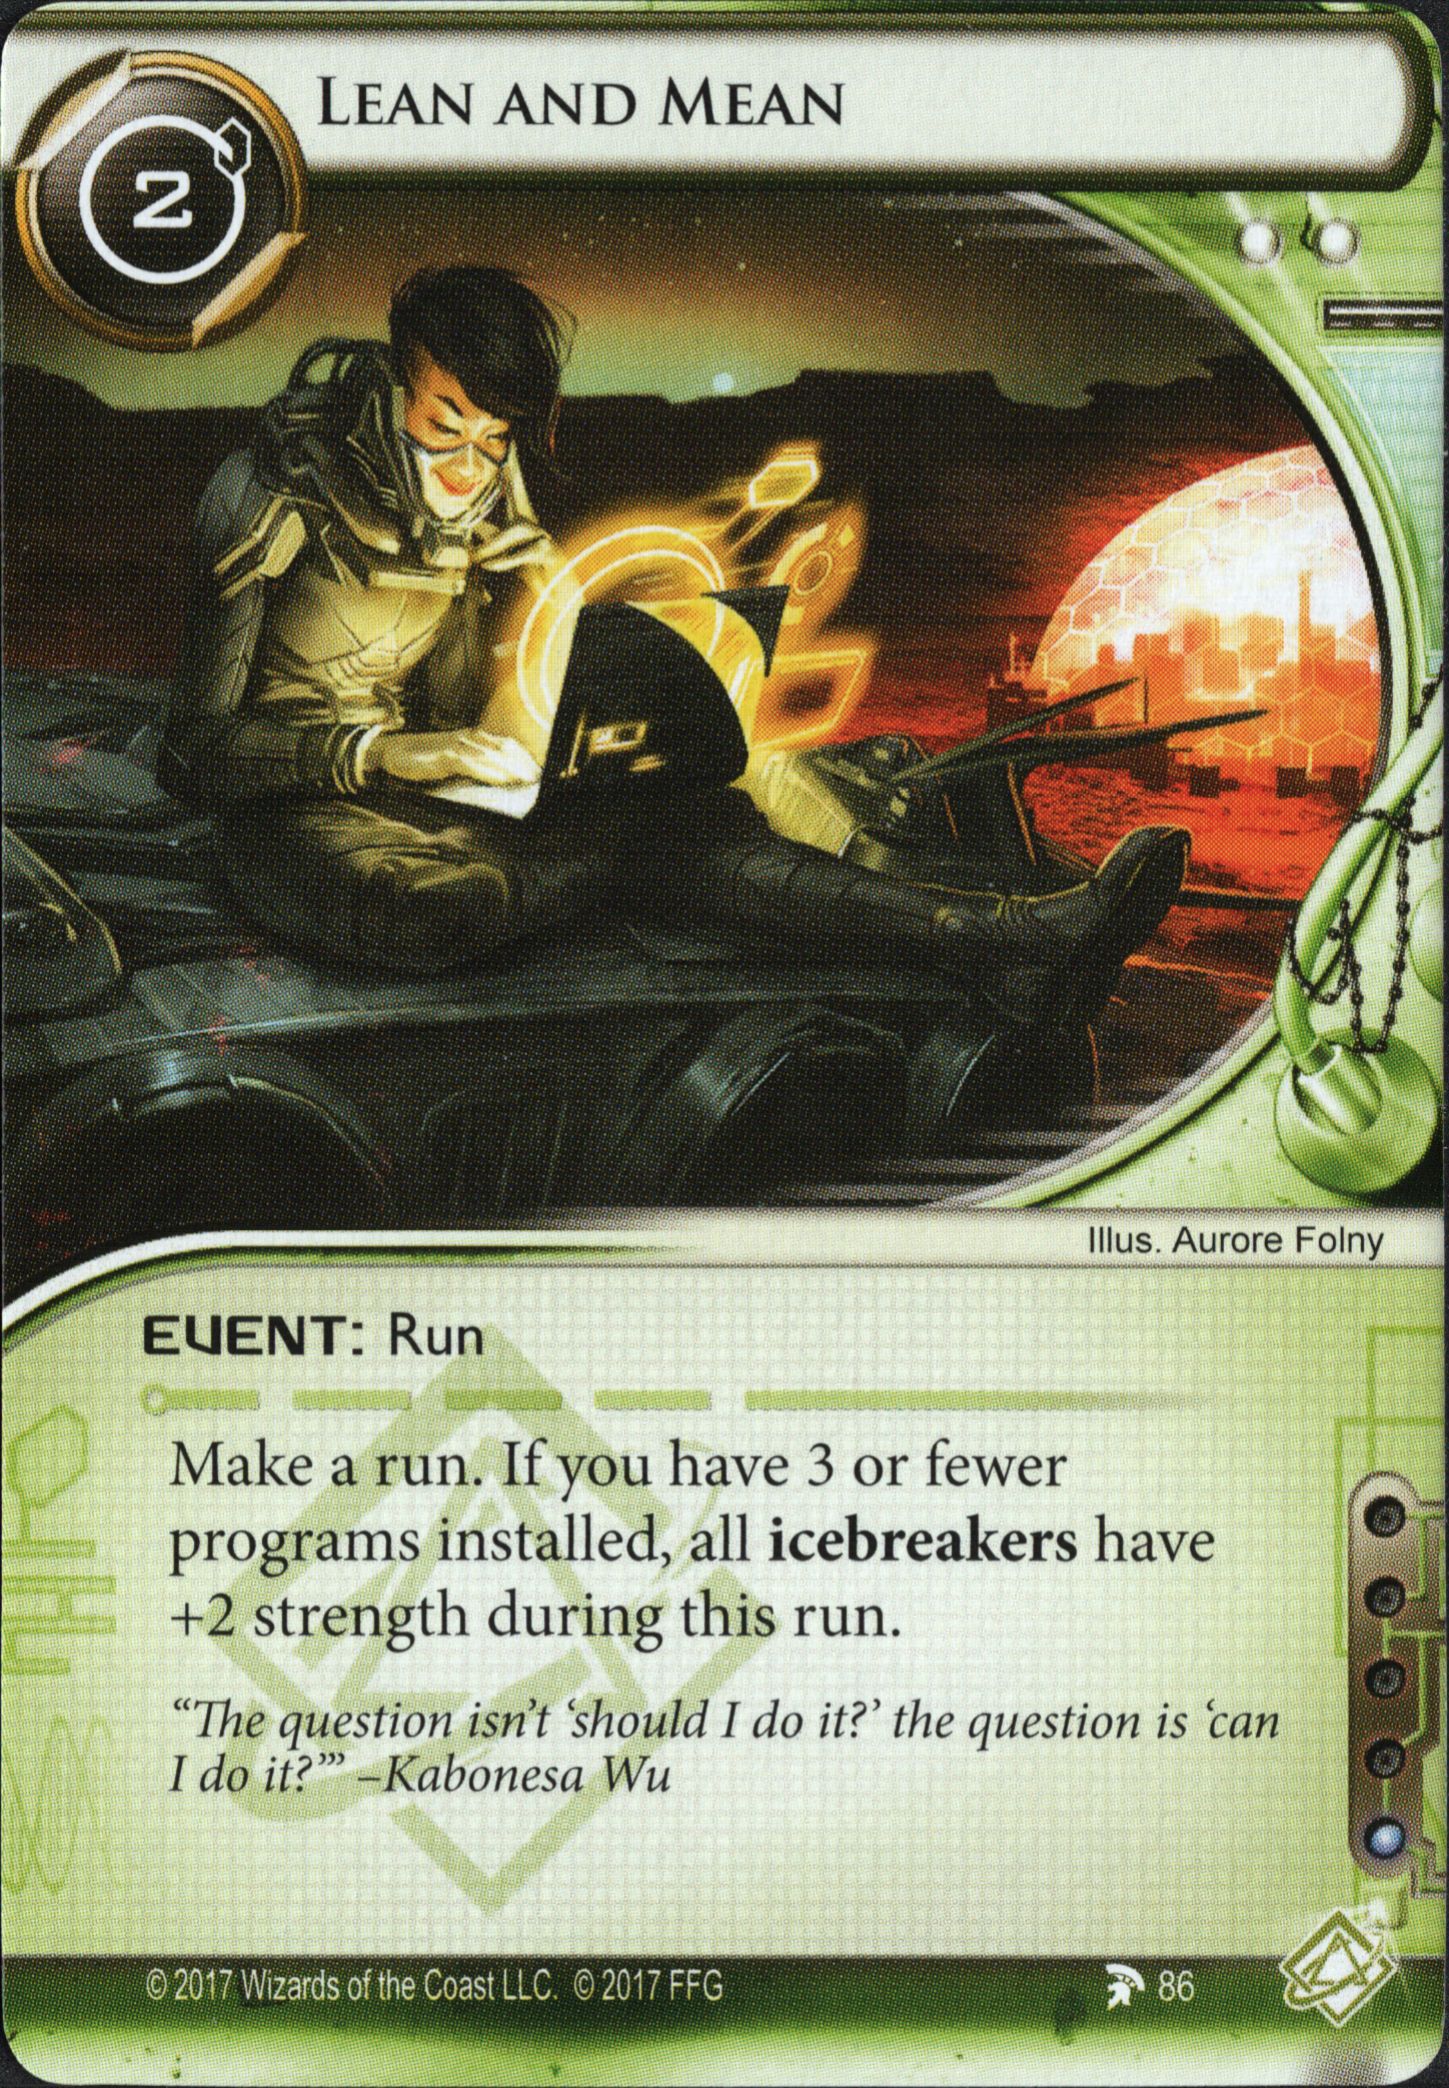 LEAN AND MEAN
2
Illus. Aurore Folny
EVENT: Run
Make a run. If you have 3 or fewer
programs installed, all icebreakers have
+2 strength during this run.
“The question isn’t ‘should I do it?’ the question is ‘can
I do it?’” –Kabonesa Wu
© 2017 Wizards of the Coast LLC. © 2017 FFG
86